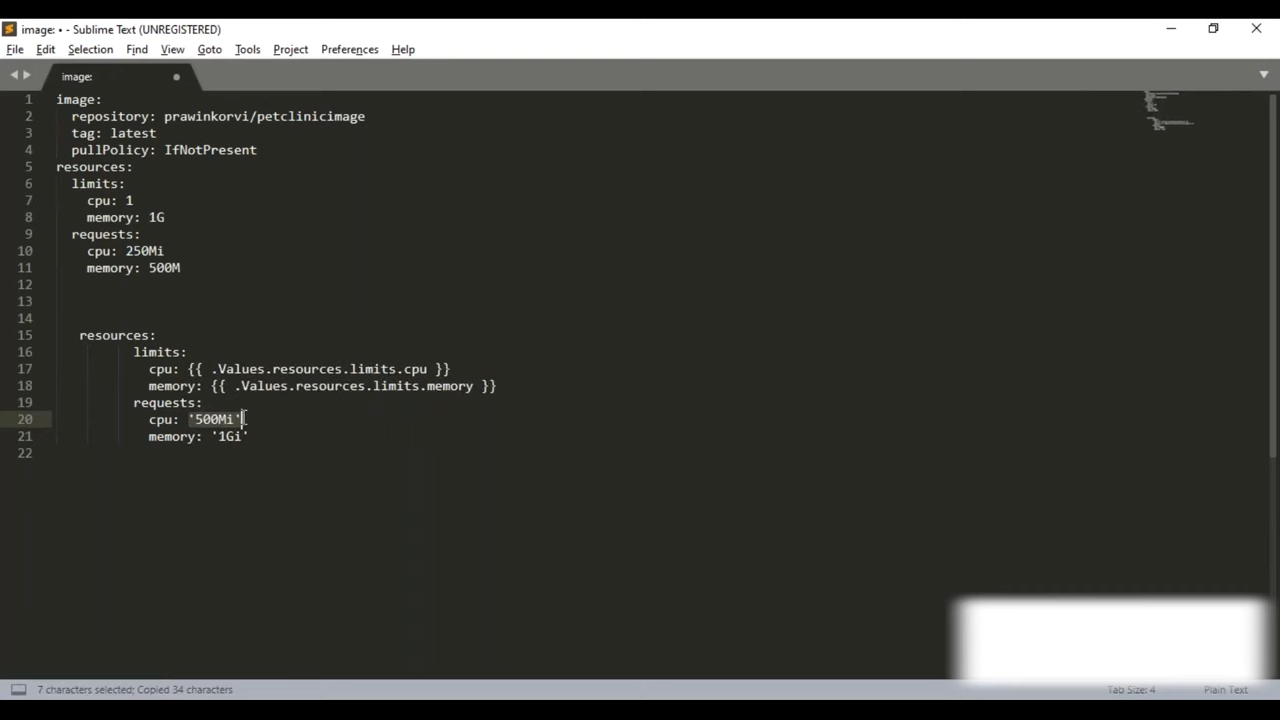 image: • - Sublime Text (UNREGISTERED)
File Edit Selection Find View Goto Tools Project Preferences Help
image:
1 image:
2   repository: prawinkorvi/petclinicimage
3   tag: latest
4   pullPolicy: IfNotPresent
5 resources:
6   limits:
7     cpu: 1
8     memory: 1G
9   requests:
10     cpu: 250Mi
11     memory: 500M
12
13
14
15    resources:
16           limits:
17             cpu: {{ .Values.resources.limits.cpu }}
18             memory: {{ .Values.resources.limits.memory }}
19           requests:
20             cpu: '500Mi'
21             memory: '1Gi'
22
7 characters selected; Copied 34 characters Tab Size: 4 Plain Text